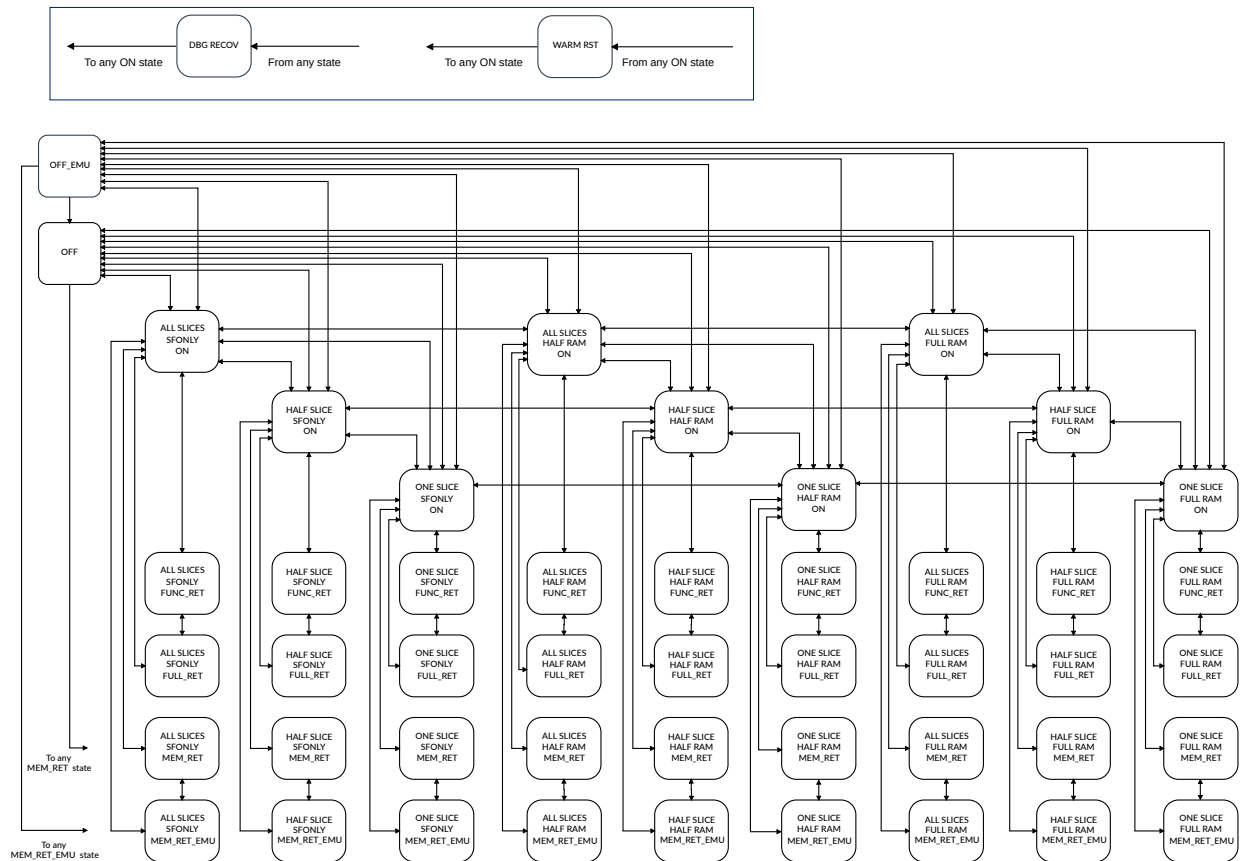 DBG RECOV
To any ON state
From any state
WARM RST
To any ON state
From any ON state
OFF_EMU
OFF
ALL SLICES
SFONLY
ON
ALL SLICES
HALF RAM
ON
ALL SLICES
FULL RAM
ON
HALF SLICE
SFONLY
ON
HALF SLICE
HALF RAM
ON
HALF SLICE
FULL RAM
ON
ONE SLICE
SFONLY
ON
ONE SLICE
HALF RAM
ON
ONE SLICE
FULL RAM
ON
ALL SLICES
SFONLY
FUNC_RET
HALF SLICE
SFONLY
FUNC_RET
ONE SLICE
SFONLY
FUNC_RET
ALL SLICES
HALF RAM
FUNC_RET
HALF SLICE
HALF RAM
FUNC_RET
ONE SLICE
HALF RAM
FUNC_RET
ALL SLICES
FULL RAM
FUNC_RET
HALF SLICE
FULL RAM
FUNC_RET
ONE SLICE
FULL RAM
FUNC_RET
ALL SLICES
SFONLY
FULL_RET
HALF SLICE
SFONLY
FULL_RET
ONE SLICE
SFONLY
FULL_RET
ALL SLICES
HALF RAM
FULL_RET
HALF SLICE
HALF RAM
FULL_RET
ONE SLICE
HALF RAM
FULL_RET
ALL SLICES
FULL RAM
FULL_RET
HALF SLICE
FULL RAM
FULL_RET
ONE SLICE
FULL RAM
FULL_RET
To any
MEM_RET state
ALL SLICES
SFONLY
MEM_RET
HALF SLICE
SFONLY
MEM_RET
ONE SLICE
SFONLY
MEM_RET
ALL SLICES
HALF RAM
MEM_RET
HALF SLICE
HALF RAM
MEM_RET
ONE SLICE
HALF RAM
MEM_RET
ALL SLICES
FULL RAM
MEM_RET
HALF SLICE
FULL RAM
MEM_RET
ONE SLICE
FULL RAM
MEM_RET
To any
MEM_RET_EMU state
ALL SLICES
SFONLY
MEM_RET_EMU
HALF SLICE
SFONLY
MEM_RET_EMU
ONE SLICE
SFONLY
MEM_RET_EMU
ALL SLICES
HALF RAM
MEM_RET_EMU
HALF SLICE
HALF RAM
MEM_RET_EMU
ONE SLICE
HALF RAM
MEM_RET_EMU
ALL SLICES
FULL RAM
MEM_RET_EMU
HALF SLICE
FULL RAM
MEM_RET_EMU
ONE SLICE
FULL RAM
MEM_RET_EMU